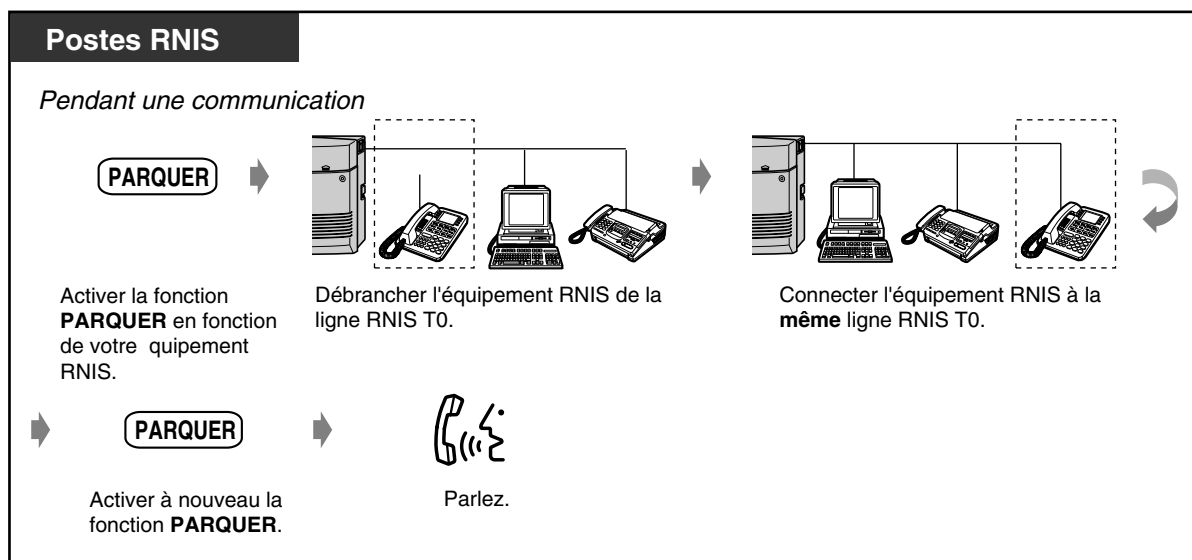 Postes RNIS
Pendant une communication
PARQUER
Activer la fonction
PARQUER en fonction
de votre quipement
RNIS.
Débrancher l'équipement RNIS de la
ligne RNIS T0.
Connecter l'équipement RNIS à la
même ligne RNIS T0.
PARQUER
Activer à nouveau la
fonction PARQUER.
Parlez.